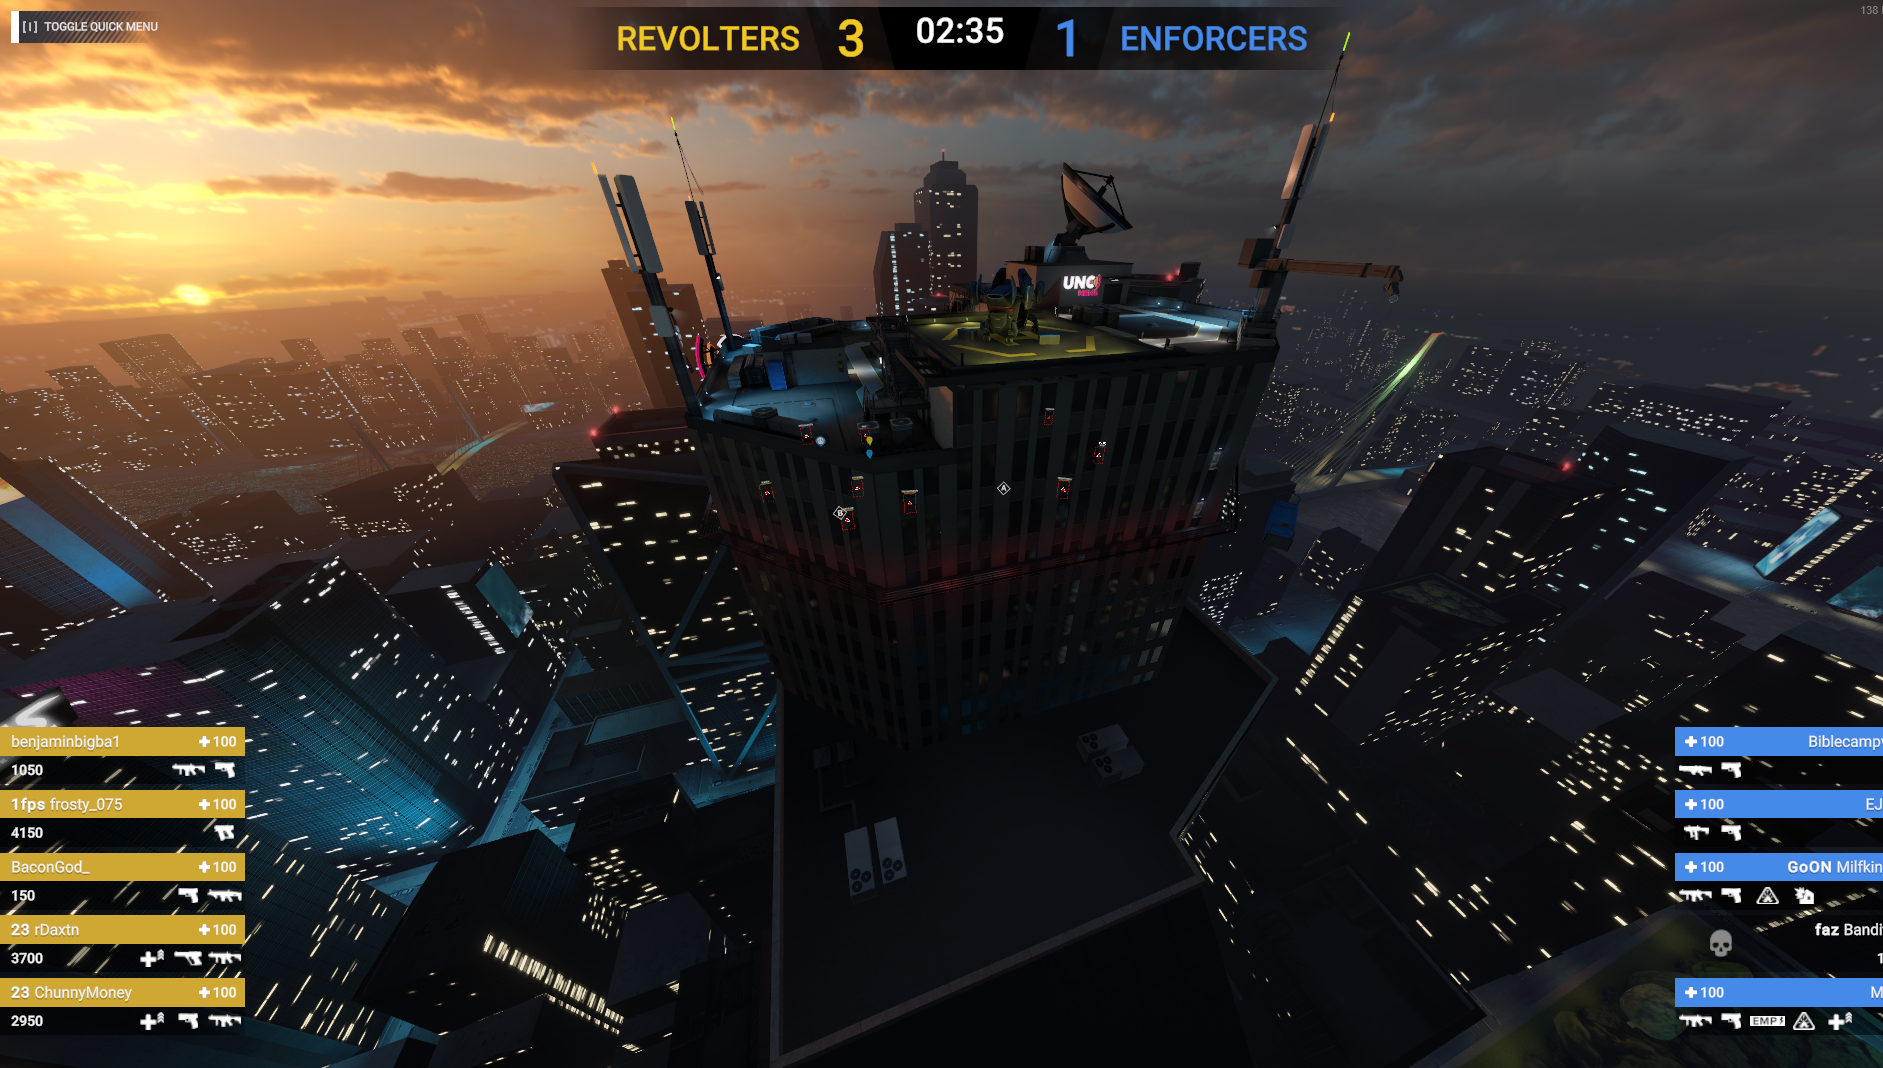 [I] TOGGLE QUICK MENU
REVOLTERS 3 02:35 1 ENFORCERS
138
UNC
A
B
benjaminbigba1 100
1050
1fps frosty_075 100
4150
BaconGod_ 100
150
23 rDaxtn 100
3700
23 ChunnyMoney 100
2950
100 Biblecamp
100 EJ
100 GoON Milfkin
faz Bandi
1
100 M
EMP